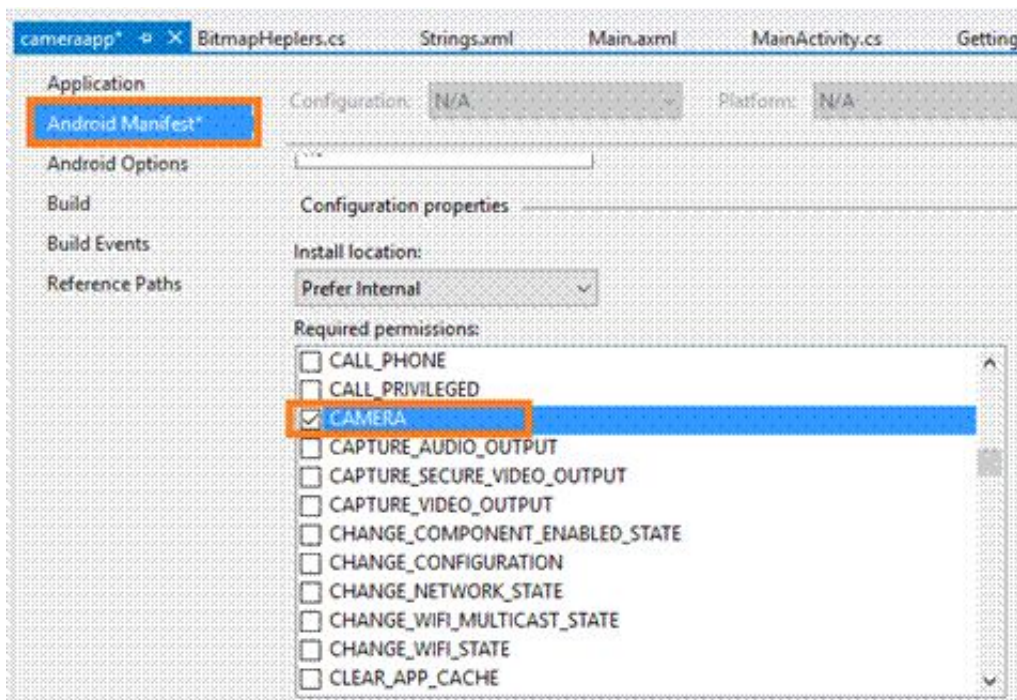 cameraapp* BitmapHeplers.cs Strings.xml Main.axml MainActivity.cs Getting
Application
Configuration: N/A Platform: N/A
Android Manifest*
Android Options
Build
Configuration properties
Build Events
Install location:
Reference Paths
Prefer Internal
Required permissions:
CALL_PHONE
CALL_PRIVILEGED
CAMERA
CAPTURE_AUDIO_OUTPUT
CAPTURE_SECURE_VIDEO_OUTPUT
CAPTURE_VIDEO_OUTPUT
CHANGE_COMPONENT_ENABLED_STATE
CHANGE_CONFIGURATION
CHANGE_NETWORK_STATE
CHANGE_WIFI_MULTICAST_STATE
CHANGE_WIFI_STATE
CLEAR_APP_CACHE